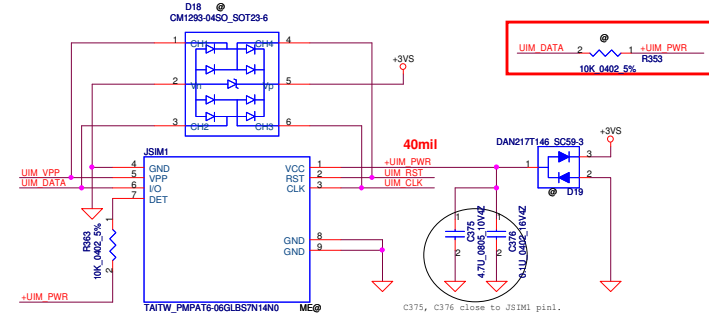 D18 @
CM1293-04SO_SOT23-6
1 CH1 CH4 4
2 Vn Vp 5
3 CH2 CH3 6
+3VS
@
UIM_DATA 2 1 +UIM_PWR
R353
10K_0402_5%
40mil
DAN217T146_SC59-3
+3VS
JSIM1
UIM_VPP
UIM_DATA
4 GND
5 VPP
6 I/O
7 DET
VCC 1 +UIM_PWR
RST 2 UIM_RST
CLK 3 UIM_CLK
GND 8
GND 9
1
3
2
@ D19
1
R363
10K_0402_5%
2
+UIM_PWR
1
C375
4.7U_0805_10V4Z
2
1
C376
0.1U_0402_16V4Z
2
TAITW_PMPAT6-06GLBS7N14N0 ME@
C375, C376 close to JSIM1 pin1.